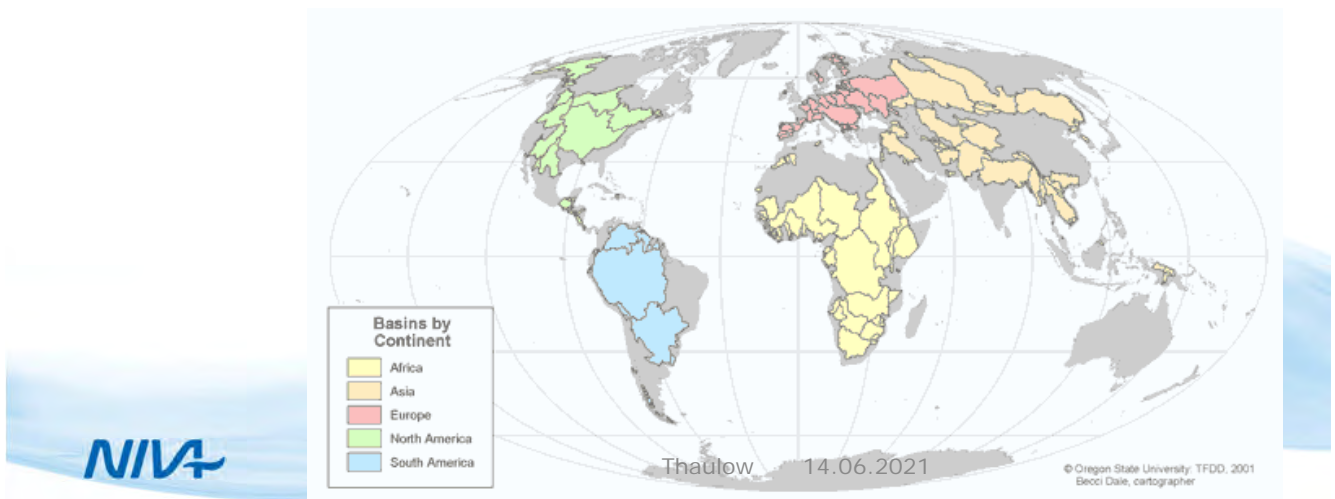 Basins by
Continent
Africa
Asia
Europe
North America
South America
NIVA
Thaulow 14.06.2021
© Oregon State University: TFDD, 2001
Becci Dale, cartographer